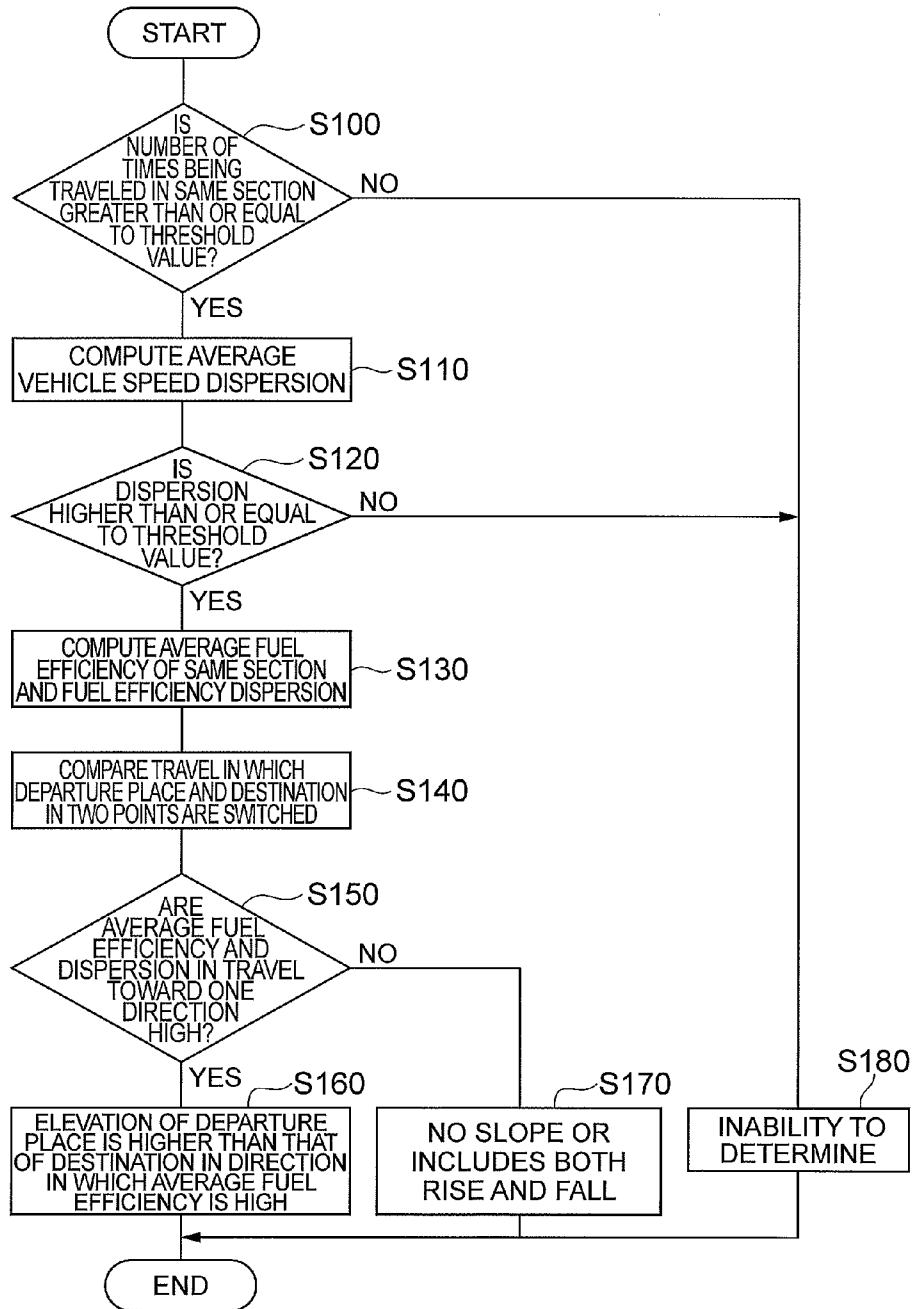 START
IS
NUMBER OF
TIMES BEING
TRAVELED IN SAME SECTION
GREATER THAN OR EQUAL
TO THRESHOLD
VALUE?
S100
NO
YES
COMPUTE AVERAGE
VEHICLE SPEED DISPERSION
S110
IS
DISPERSION
HIGHER THAN OR EQUAL
TO THRESHOLD
VALUE?
S120
NO
YES
COMPUTE AVERAGE FUEL
EFFICIENCY OF SAME SECTION
AND FUEL EFFICIENCY DISPERSION
S130
COMPARE TRAVEL IN WHICH
DEPARTURE PLACE AND DESTINATION
IN TWO POINTS ARE SWITCHED
S140
ARE
AVERAGE FUEL
EFFICIENCY AND
DISPERSION IN TRAVEL
TOWARD ONE
DIRECTION
HIGH?
S150
NO
YES
S160
ELEVATION OF DEPARTURE
PLACE IS HIGHER THAN THAT
OF DESTINATION IN DIRECTION
IN WHICH AVERAGE FUEL
EFFICIENCY IS HIGH
S170
NO SLOPE OR
INCLUDES BOTH
RISE AND FALL
S180
INABILITY TO
DETERMINE
END